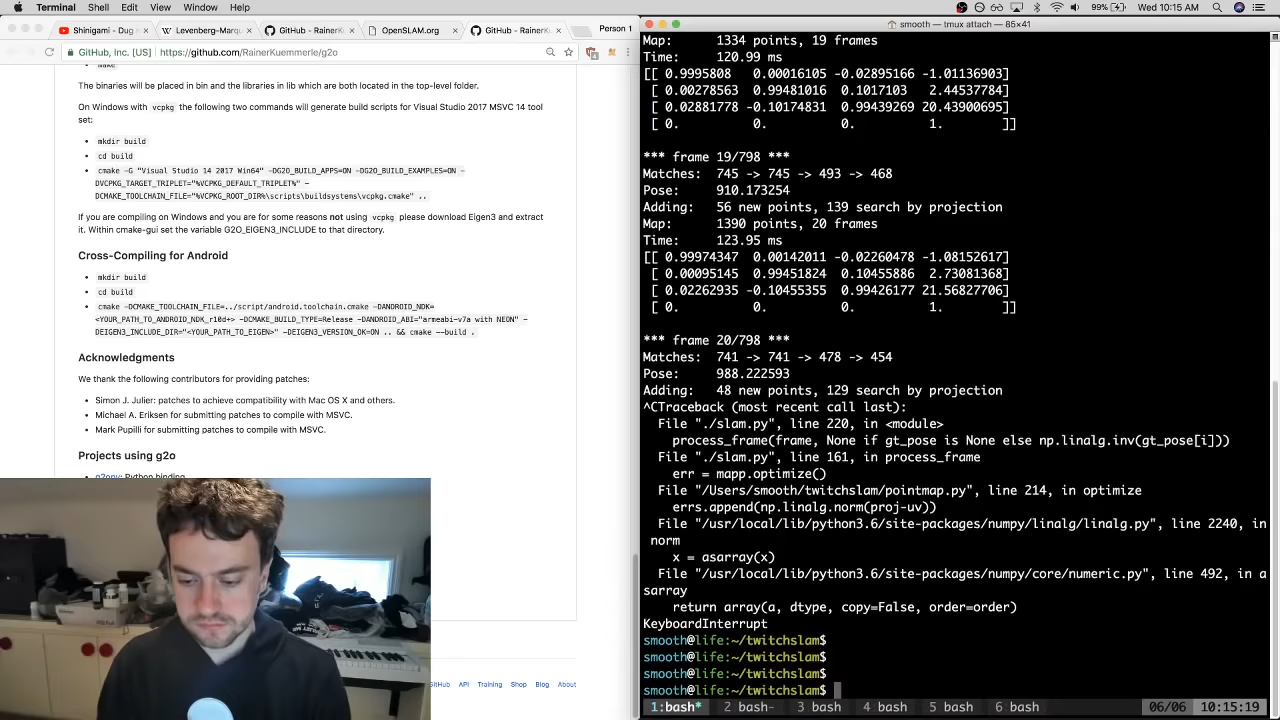 Terminal Shell Edit View Window Help
99% Wed 10:15 AM
Shinigami - Dug
Levenberg-Marqu
GitHub - RainerKu
OpenSLAM.org
GitHub - RainerKu
Person 1
GitHub, Inc. [US] https://github.com/RainerKuemmerle/g2o
make
The binaries will be placed in bin and the libraries in lib which are both located in the top-level folder.
On Windows with vcpkg the following two commands will generate build scripts for Visual Studio 2017 MSVC 14 tool
set:
mkdir build
cd build
cmake -G "Visual Studio 14 2017 Win64" -DG2O_BUILD_APPS=ON -DG2O_BUILD_EXAMPLES=ON -
DVCPKG_TARGET_TRIPLET="%VCPKG_DEFAULT_TRIPLET%" -
DCMAKE_TOOLCHAIN_FILE="%VCPKG_ROOT_DIR%\scripts\buildsystems\vcpkg.cmake" ..
If you are compiling on Windows and you are for some reasons not using vcpkg please download Eigen3 and extract
it. Within cmake-gui set the variable G2O_EIGEN3_INCLUDE to that directory.
Cross-Compiling for Android
mkdir build
cd build
cmake -DCMAKE_TOOLCHAIN_FILE=../script/android.toolchain.cmake -DANDROID_NDK=
<YOUR_PATH_TO_ANDROID_NDK_r10d+> -DCMAKE_BUILD_TYPE=Release -DANDROID_ABI="armeabi-v7a with NEON" -
DEIGEN3_INCLUDE_DIR="<YOUR_PATH_TO_EIGEN>" -DEIGEN3_VERSION_OK=ON .. && cmake --build .
Acknowledgments
We thank the following contributors for providing patches:
Simon J. Julier: patches to achieve compatibility with Mac OS X and others.
Michael A. Eriksen for submitting patches to compile with MSVC.
Mark Pupilli for submitting patches to compile with MSVC.
Projects using g2o
g2opy: Python binding
GitHub API Training Shop Blog About
smooth — tmux attach — 85×41
Map: 1334 points, 19 frames
Time: 120.99 ms
[[ 0.9995808 0.00016105 -0.02895166 -1.01136903]
[ 0.00278563 0.99481016 0.1017103 2.44537784]
[ 0.02881778 -0.10174831 0.99439269 20.43900695]
[ 0. 0. 0. 1. ]]
*** frame 19/798 ***
Matches: 745 -> 745 -> 493 -> 468
Pose: 910.173254
Adding: 56 new points, 139 search by projection
Map: 1390 points, 20 frames
Time: 123.95 ms
[[ 0.99974347 0.00142011 -0.02260478 -1.08152617]
[ 0.00095145 0.99451824 0.10455886 2.73081368]
[ 0.02262935 -0.10455355 0.99426177 21.56827706]
[ 0. 0. 0. 1. ]]
*** frame 20/798 ***
Matches: 741 -> 741 -> 478 -> 454
Pose: 988.222593
Adding: 48 new points, 129 search by projection
^CTraceback (most recent call last):
File "./slam.py", line 220, in <module>
process_frame(frame, None if gt_pose is None else np.linalg.inv(gt_pose[i]))
File "./slam.py", line 161, in process_frame
err = mapp.optimize()
File "/Users/smooth/twitchslam/pointmap.py", line 214, in optimize
errs.append(np.linalg.norm(proj-uv))
File "/usr/local/lib/python3.6/site-packages/numpy/linalg/linalg.py", line 2240, in
norm
x = asarray(x)
File "/usr/local/lib/python3.6/site-packages/numpy/core/numeric.py", line 492, in a
sarray
return array(a, dtype, copy=False, order=order)
KeyboardInterrupt
smooth@life:~/twitchslam$
smooth@life:~/twitchslam$
smooth@life:~/twitchslam$
smooth@life:~/twitchslam$
1:bash* 2 bash- 3 bash 4 bash 5 bash 6 bash 06/06 10:15:19